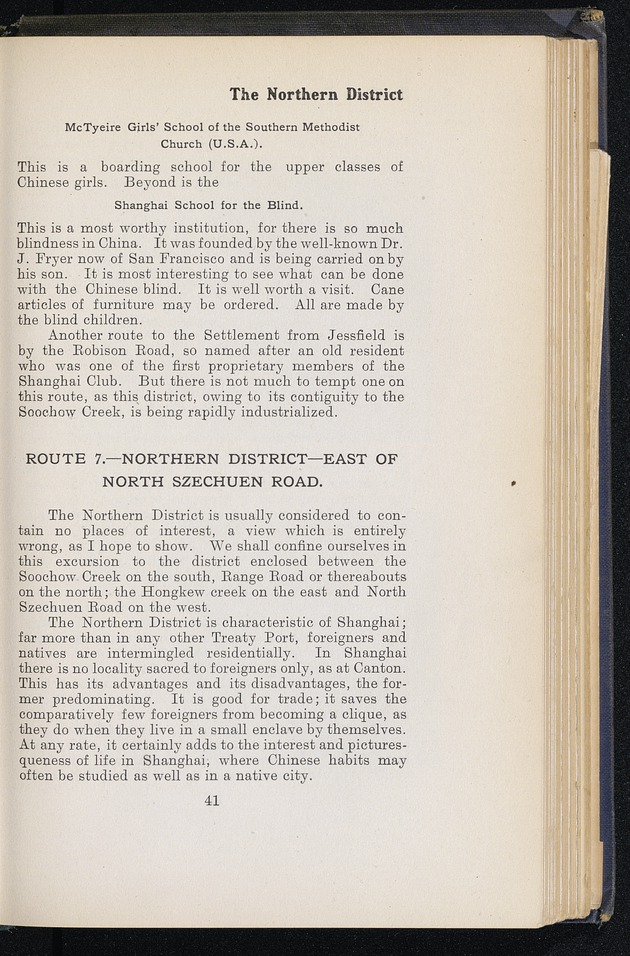 The Northern District
McTyeire Girls' School of the Southern Methodist
Church (U.S.A.).
This is a boarding school for the upper classes of
Chinese girls. Beyond is the
Shanghai School for the Blind.
This is a most worthy institution, for there is so much
blindness in China. It was founded by the well-known Dr.
J. Fryer now of San Francisco and is being carried on by
his son. It is most interesting to see what can be done
with the Chinese blind. It is well worth a visit. Cane
articles of furniture may be ordered. All are made by
the blind children.
Another route to the Settlement from Jessfield is
by the Robison Road, so named after an old resident
who was one of the first proprietary members of the
Shanghai Club. But there is not much to tempt one on
this route, as this district, owing to its contiguity to the
Soochow Creek, is being rapidly industrialized.
ROUTE 7.—NORTHERN DISTRICT—EAST OF
NORTH SZECHUEN ROAD.
The Northern District is usually considered to con-
tain no places of interest, a view which is entirely
wrong, as I hope to show. We shall confine ourselves in
this excursion to the district enclosed between the
Soochow Creek on the south, Range Road or thereabouts
on the north; the Hongkew creek on the east and North
Szechuen Road on the west.
The Northern District is characteristic of Shanghai;
far more than in any other Treaty Port, foreigners and
natives are intermingled residentially. In Shanghai
there is no locality sacred to foreigners only, as at Canton.
This has its advantages and its disadvantages, the for-
mer predominating. It is good for trade; it saves the
comparatively few foreigners from becoming a clique, as
they do when they live in a small enclave by themselves.
At any rate, it certainly adds to the interest and pictures-
queness of life in Shanghai, where Chinese habits may
often be studied as well as in a native city.
41